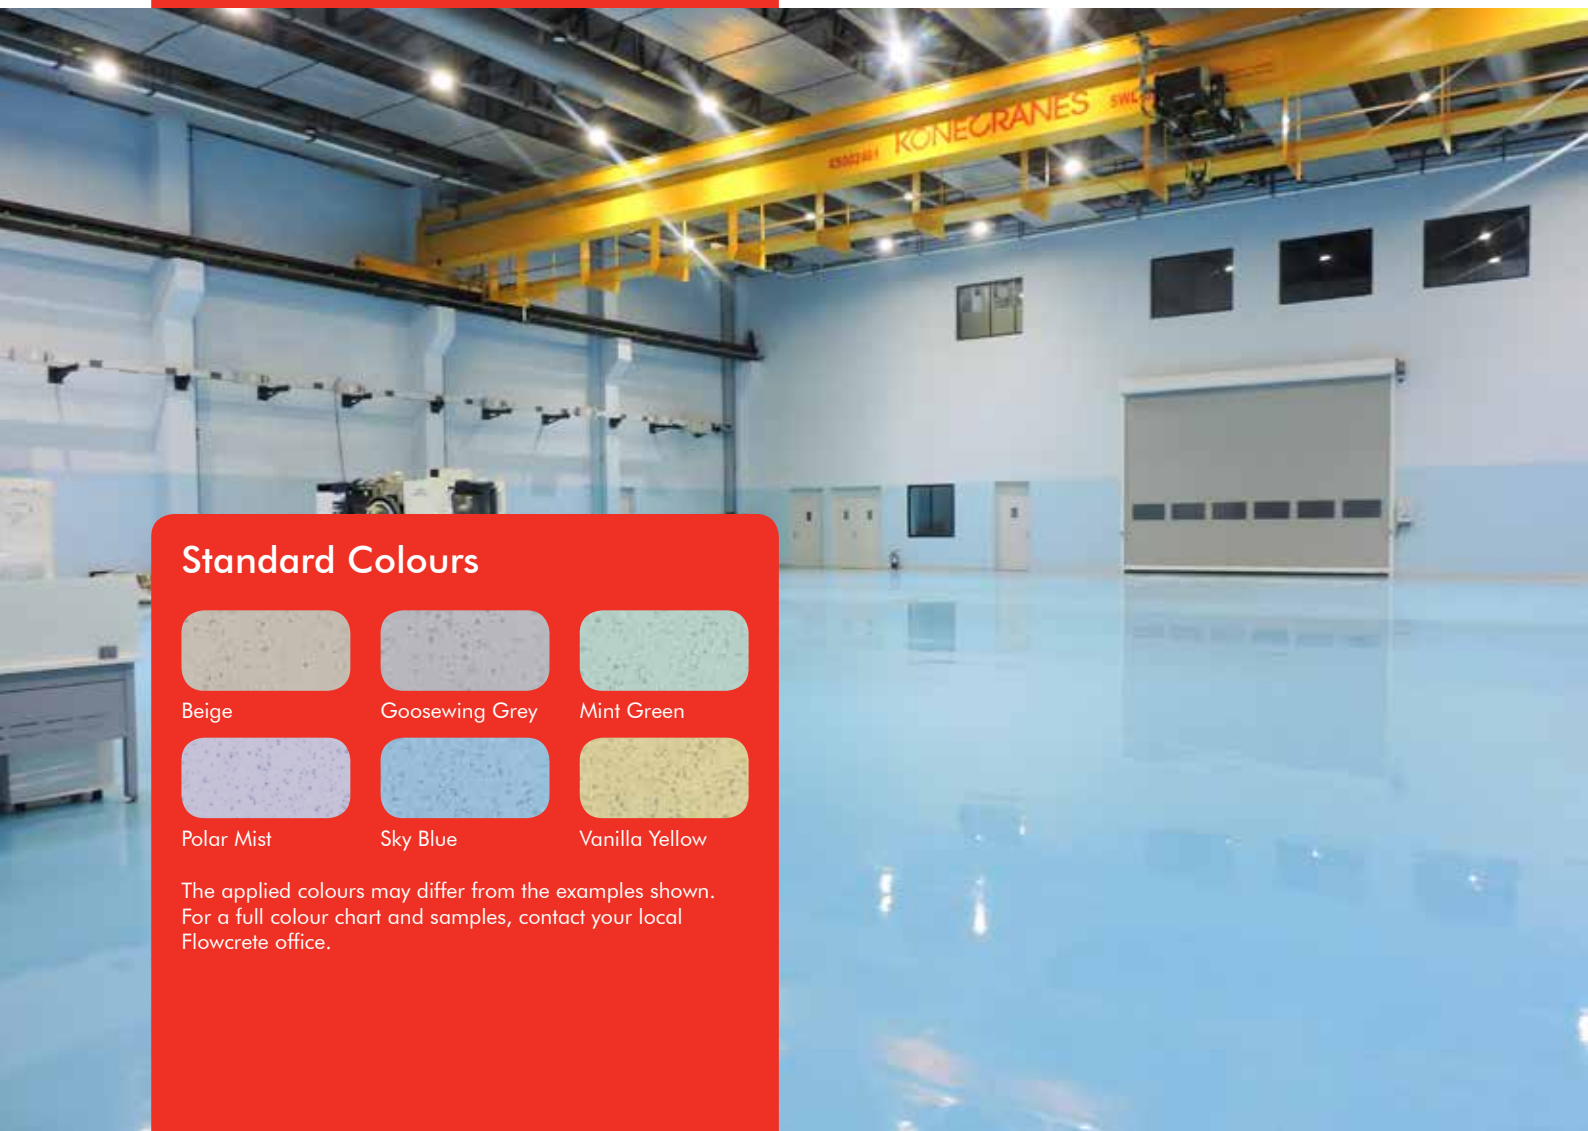 KONECRANES
SWL
Standard Colours
Beige
Goosewing Grey
Mint Green
Polar Mist
Sky Blue
Vanilla Yellow
The applied colours may differ from the examples shown.
For a full colour chart and samples, contact your local
Flowcrete office.